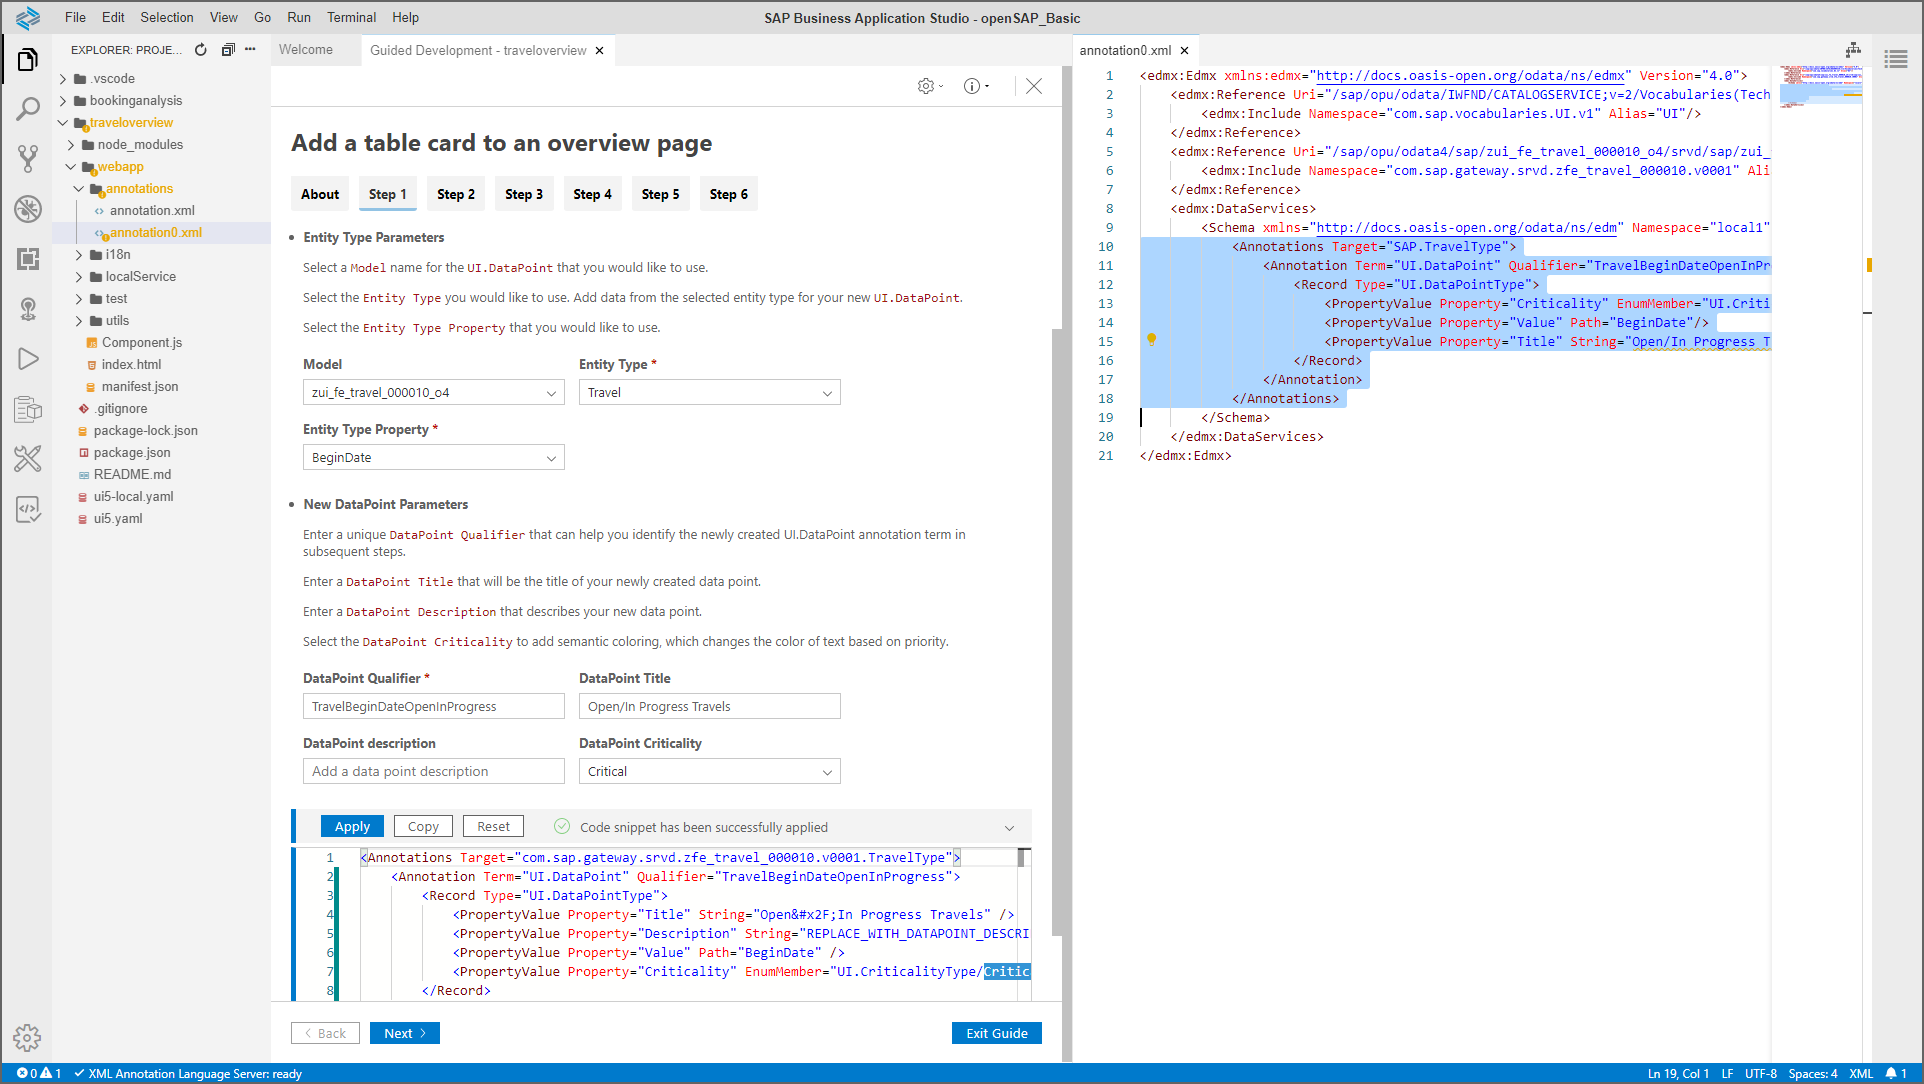 File Edit Selection View Go Run Terminal Help
SAP Business Application Studio - openSAP_Basic
EXPLORER: PROJE...
.vscode
bookinganalysis
traveloverview
node_modules
webapp
annotations
annotation.xml
annotation0.xml
i18n
localService
test
utils
Component.js
index.html
manifest.json
.gitignore
package-lock.json
package.json
README.md
ui5-local.yaml
ui5.yaml
Welcome
Guided Development - traveloverview
Add a table card to an overview page
About Step 1 Step 2 Step 3 Step 4 Step 5 Step 6
Entity Type Parameters
Select a Model name for the UI.DataPoint that you would like to use.
Select the Entity Type you would like to use. Add data from the selected entity type for your new UI.DataPoint.
Select the Entity Type Property that you would like to use.
Model Entity Type *
zui_fe_travel_000010_o4 Travel
Entity Type Property *
BeginDate
New DataPoint Parameters
Enter a unique DataPoint Qualifier that can help you identify the newly created UI.DataPoint annotation term in
subsequent steps.
Enter a DataPoint Title that will be the title of your newly created data point.
Enter a DataPoint Description that describes your new data point.
Select the DataPoint Criticality to add semantic coloring, which changes the color of text based on priority.
DataPoint Qualifier * DataPoint Title
TravelBeginDateOpenInProgress Open/In Progress Travels
DataPoint description DataPoint Criticality
Add a data point description Critical
Apply Copy Reset Code snippet has been successfully applied
1 <Annotations Target="com.sap.gateway.srvd.zfe_travel_000010.v0001.TravelType">
2 <Annotation Term="UI.DataPoint" Qualifier="TravelBeginDateOpenInProgress">
3 <Record Type="UI.DataPointType">
4 <PropertyValue Property="Title" String="Open&#x2F;In Progress Travels" />
5 <PropertyValue Property="Description" String="REPLACE_WITH_DATAPOINT_DESCRI
6 <PropertyValue Property="Value" Path="BeginDate" />
7 <PropertyValue Property="Criticality" EnumMember="UI.CriticalityType/Critic
8 </Record>
< Back Next > Exit Guide
annotation0.xml
1 <edmx:Edmx xmlns:edmx="http://docs.oasis-open.org/odata/ns/edmx" Version="4.0">
2 <edmx:Reference Uri="/sap/opu/odata/IWFND/CATALOGSERVICE;v=2/Vocabularies(Tech
3 <edmx:Include Namespace="com.sap.vocabularies.UI.v1" Alias="UI"/>
4 </edmx:Reference>
5 <edmx:Reference Uri="/sap/opu/odata4/sap/zui_fe_travel_000010_o4/srvd/sap/zui_
6 <edmx:Include Namespace="com.sap.gateway.srvd.zfe_travel_000010.v0001" Ali
7 </edmx:Reference>
8 <edmx:DataServices>
9 <Schema xmlns="http://docs.oasis-open.org/odata/ns/edm" Namespace="local1"
10 <Annotations Target="SAP.TravelType">
11 <Annotation Term="UI.DataPoint" Qualifier="TravelBeginDateOpenInPr
12 <Record Type="UI.DataPointType">
13 <PropertyValue Property="Criticality" EnumMember="UI.Criti
14 <PropertyValue Property="Value" Path="BeginDate"/>
15 <PropertyValue Property="Title" String="Open/In Progress T
16 </Record>
17 </Annotation>
18 </Annotations>
19 </Schema>
20 </edmx:DataServices>
21 </edmx:Edmx>
0 1 XML Annotation Language Server: ready
Ln 19, Col 1 LF UTF-8 Spaces: 4 XML 1